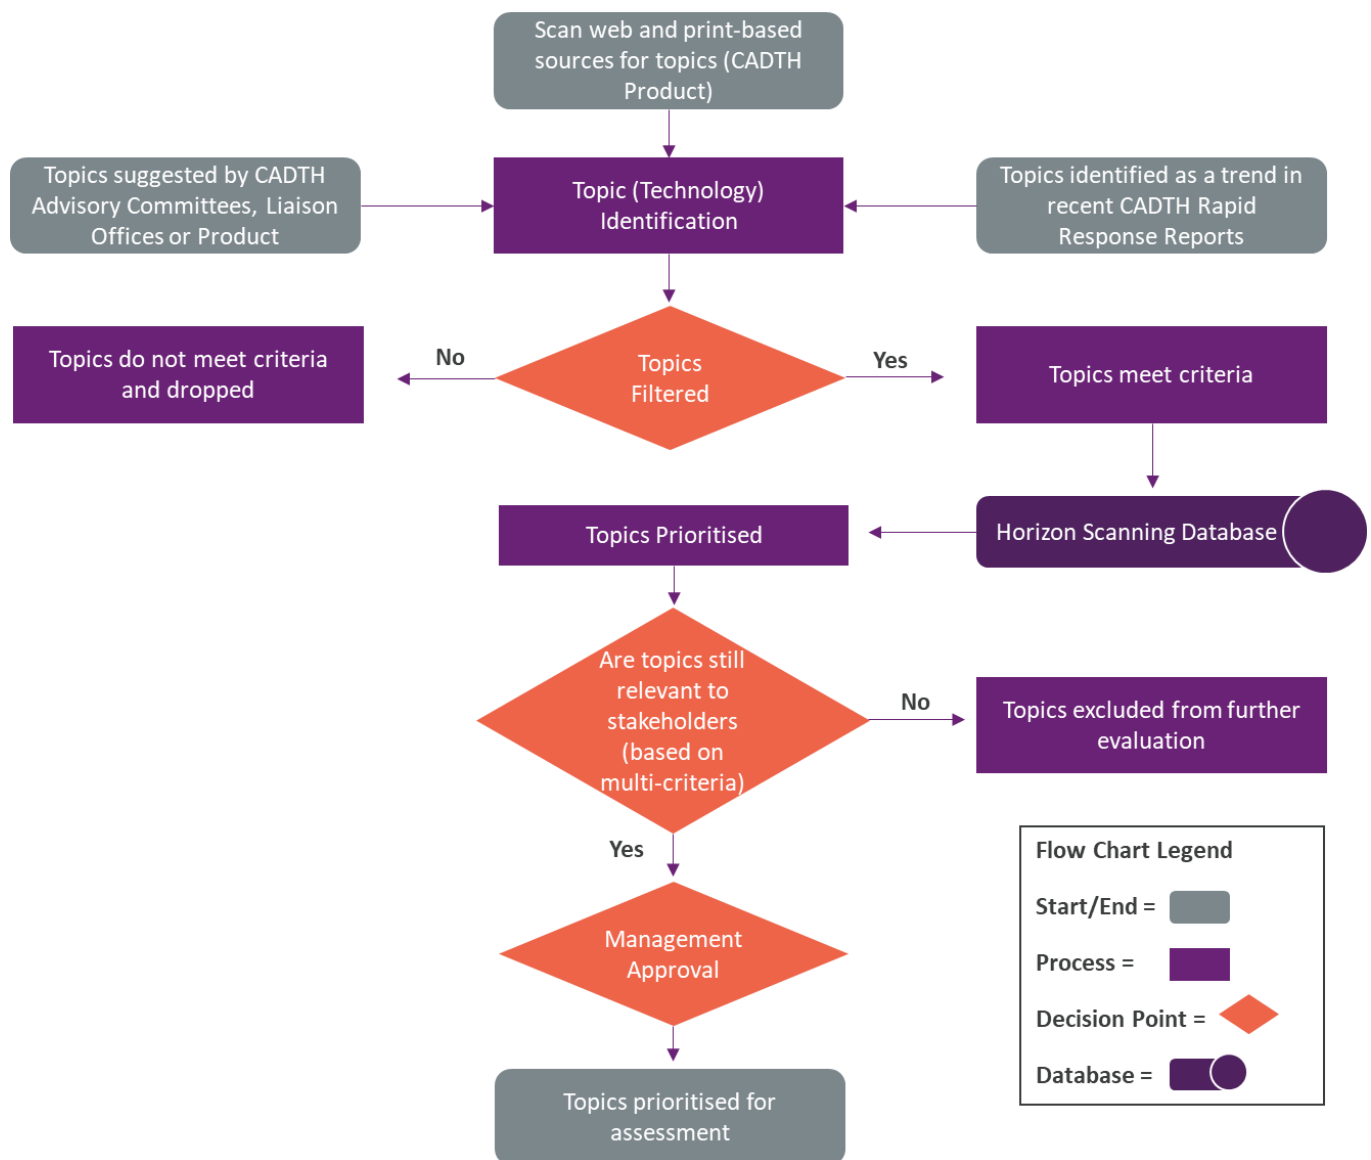 Scan web and print-based
sources for topics (CADTH
Product)
Topics suggested by CADTH
Advisory Committees, Liaison
Offices or Product
Topic (Technology)
Identification
Topics identified as a trend in
recent CADTH Rapid
Response Reports
Topics do not meet criteria
and dropped
No
Topics
Filtered
Yes
Topics meet criteria
Topics Prioritised
Horizon Scanning Database
Are topics still
relevant to
stakeholders
(based on
multi-criteria)
No
Topics excluded from further
evaluation
Yes
Management
Approval
Topics prioritised for
assessment
Flow Chart Legend
Start/End =
Process =
Decision Point =
Database =